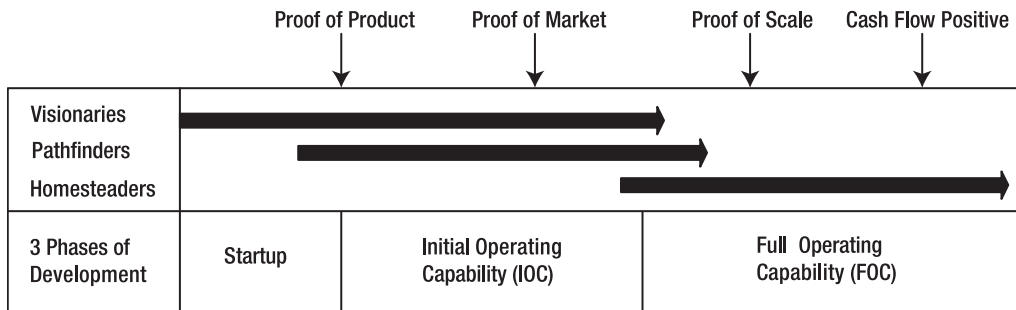 Proof of Product
Proof of Market
Proof of Scale
Cash Flow Positive
Visionaries
Pathfinders
Homesteaders
3 Phases of
Development
Startup
Initial Operating
Capability (IOC)
Full Operating
Capability (FOC)